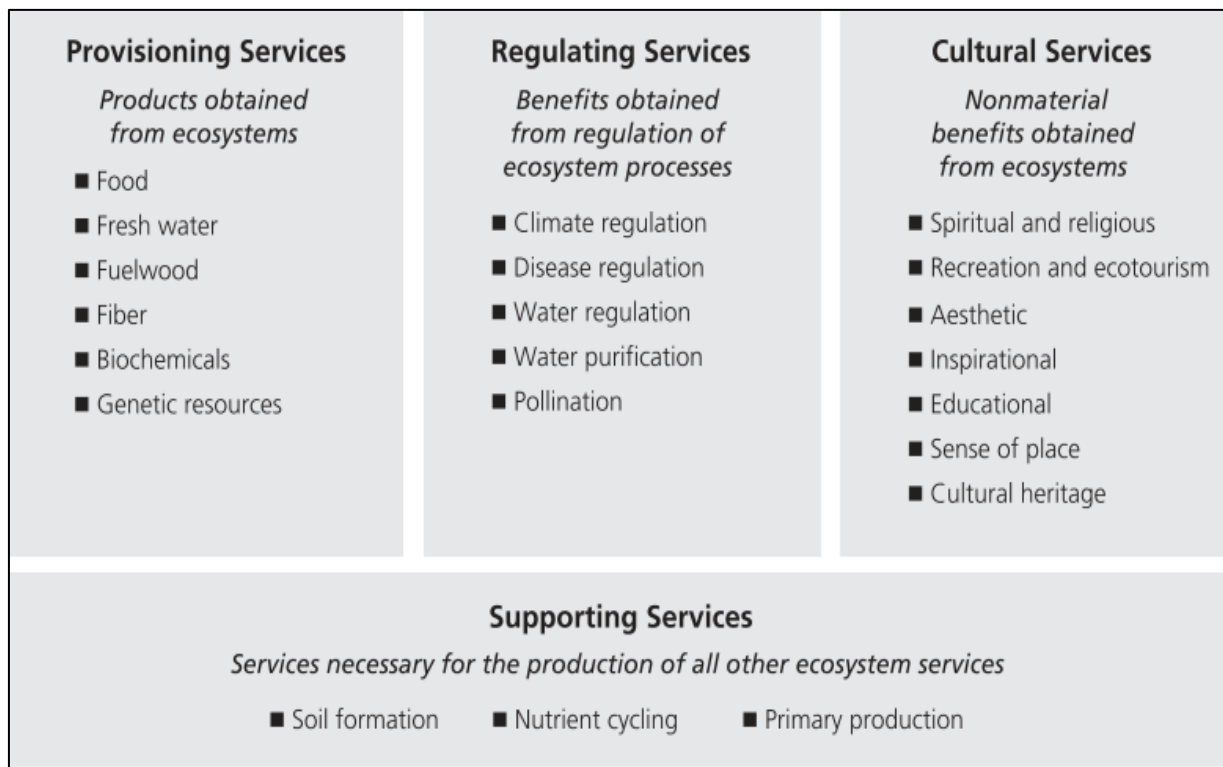 Provisioning Services
Products obtained
from ecosystems
■ Food
■ Fresh water
■ Fuelwood
■ Fiber
■ Biochemicals
■ Genetic resources
Regulating Services
Benefits obtained
from regulation of
ecosystem processes
■ Climate regulation
■ Disease regulation
■ Water regulation
■ Water purification
■ Pollination
Cultural Services
Nonmaterial
benefits obtained
from ecosystems
■ Spiritual and religious
■ Recreation and ecotourism
■ Aesthetic
■ Inspirational
■ Educational
■ Sense of place
■ Cultural heritage
Supporting Services
Services necessary for the production of all other ecosystem services
■ Soil formation ■ Nutrient cycling ■ Primary production